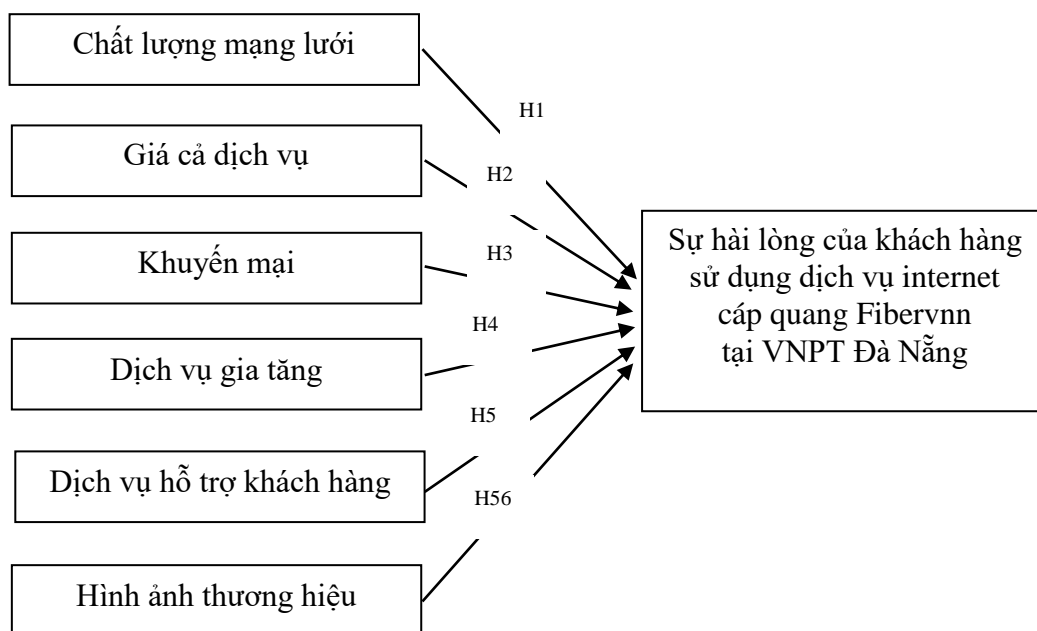 Chất lượng mạng lưới
H1
Giá cả dịch vụ
H2
Khuyến mại
H3
Dịch vụ gia tăng
H4
Dịch vụ hỗ trợ khách hàng
H5
Hình ảnh thương hiệu
H56
Sự hài lòng của khách hàng
sử dụng dịch vụ internet
cáp quang Fibervnn
tại VNPT Đà Nẵng